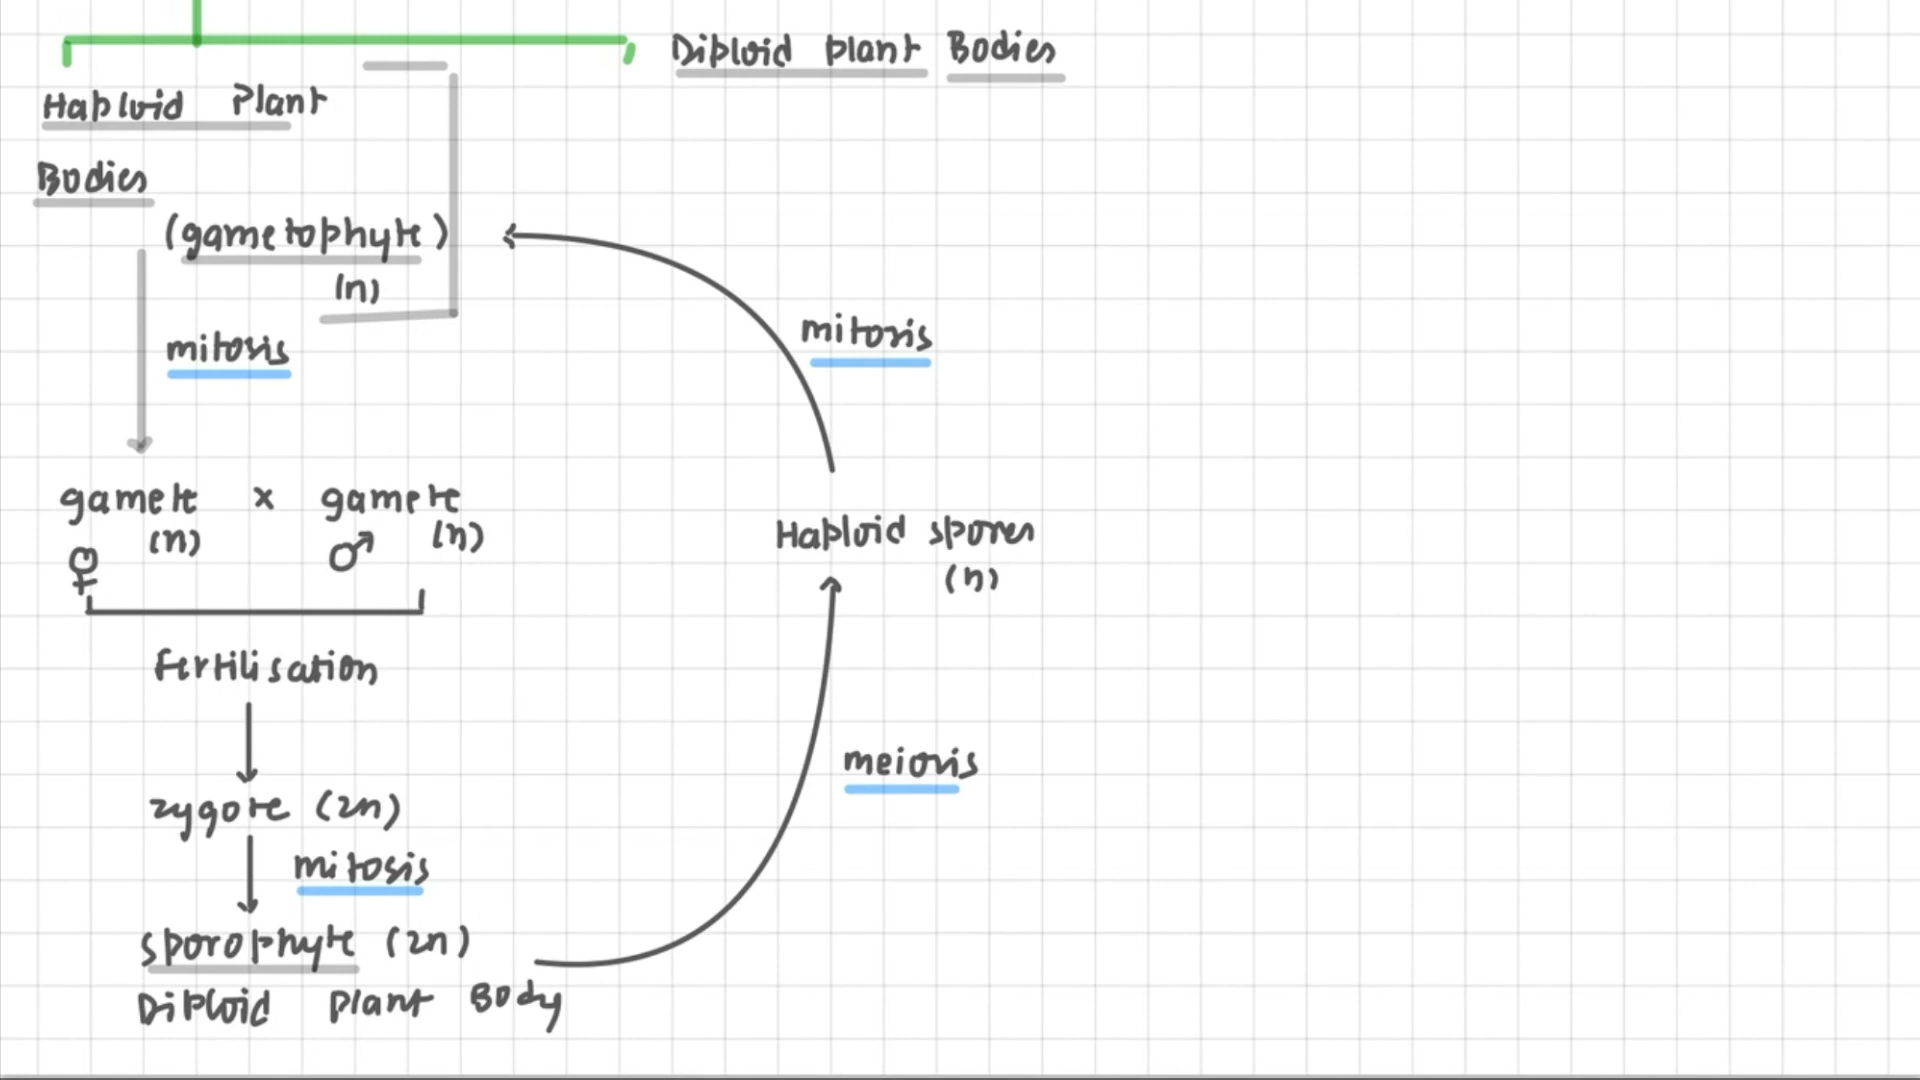 Diploid plant Bodies
Haploid Plant
Bodies
(gametophyte)
(n)
mitosis
mitosis
gamete x gamete
(n) (n)
♀ ♂
Haploid spores
(n)
Fertilisation
meiosis
zygote (2n)
mitosis
sporophyte (2n)
Diploid Plant Body